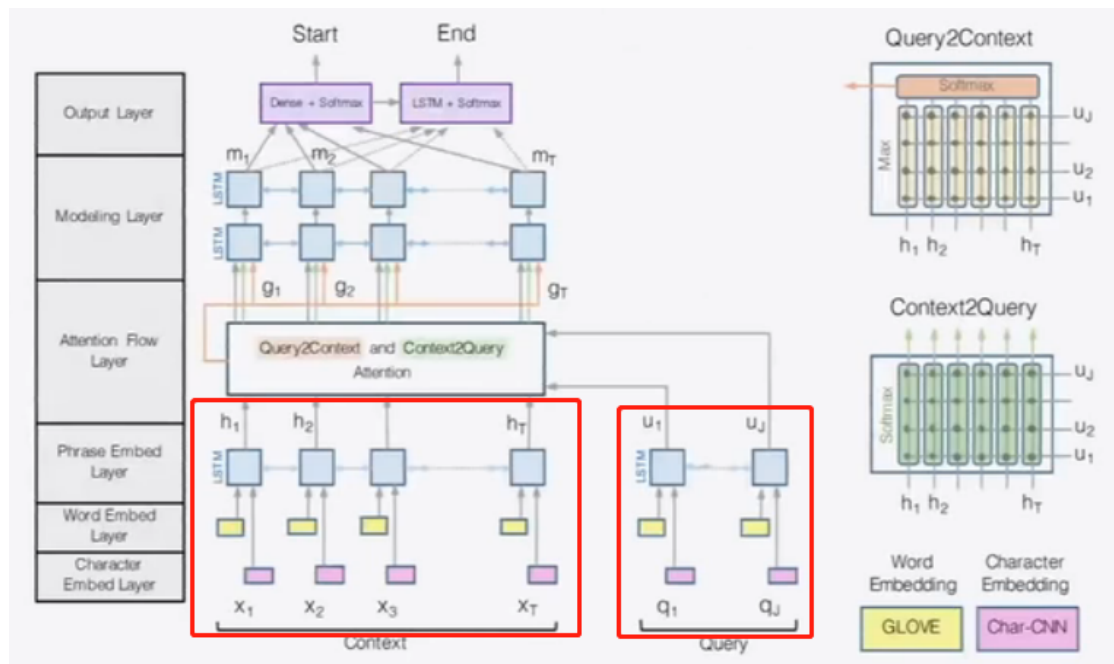 Start
End
Output Layer
Dense + Softmax
LSTM + Softmax
m1
m2
mT
LSTM
Modeling Layer
LSTM
g1
g2
gT
Attention Flow
Layer
Query2Context and Context2Query
Attention
h1
h2
hT
u1
uJ
Phrase Embed
Layer
LSTM
LSTM
Word Embed
Layer
Character
Embed Layer
x1
x2
x3
xT
q1
qJ
Context
Query
Query2Context
Softmax
Max
uJ
u2
u1
h1
h2
hT
Context2Query
Softmax
uJ
u2
u1
h1
h2
hT
Word
Embedding
GLOVE
Character
Embedding
Char-CNN